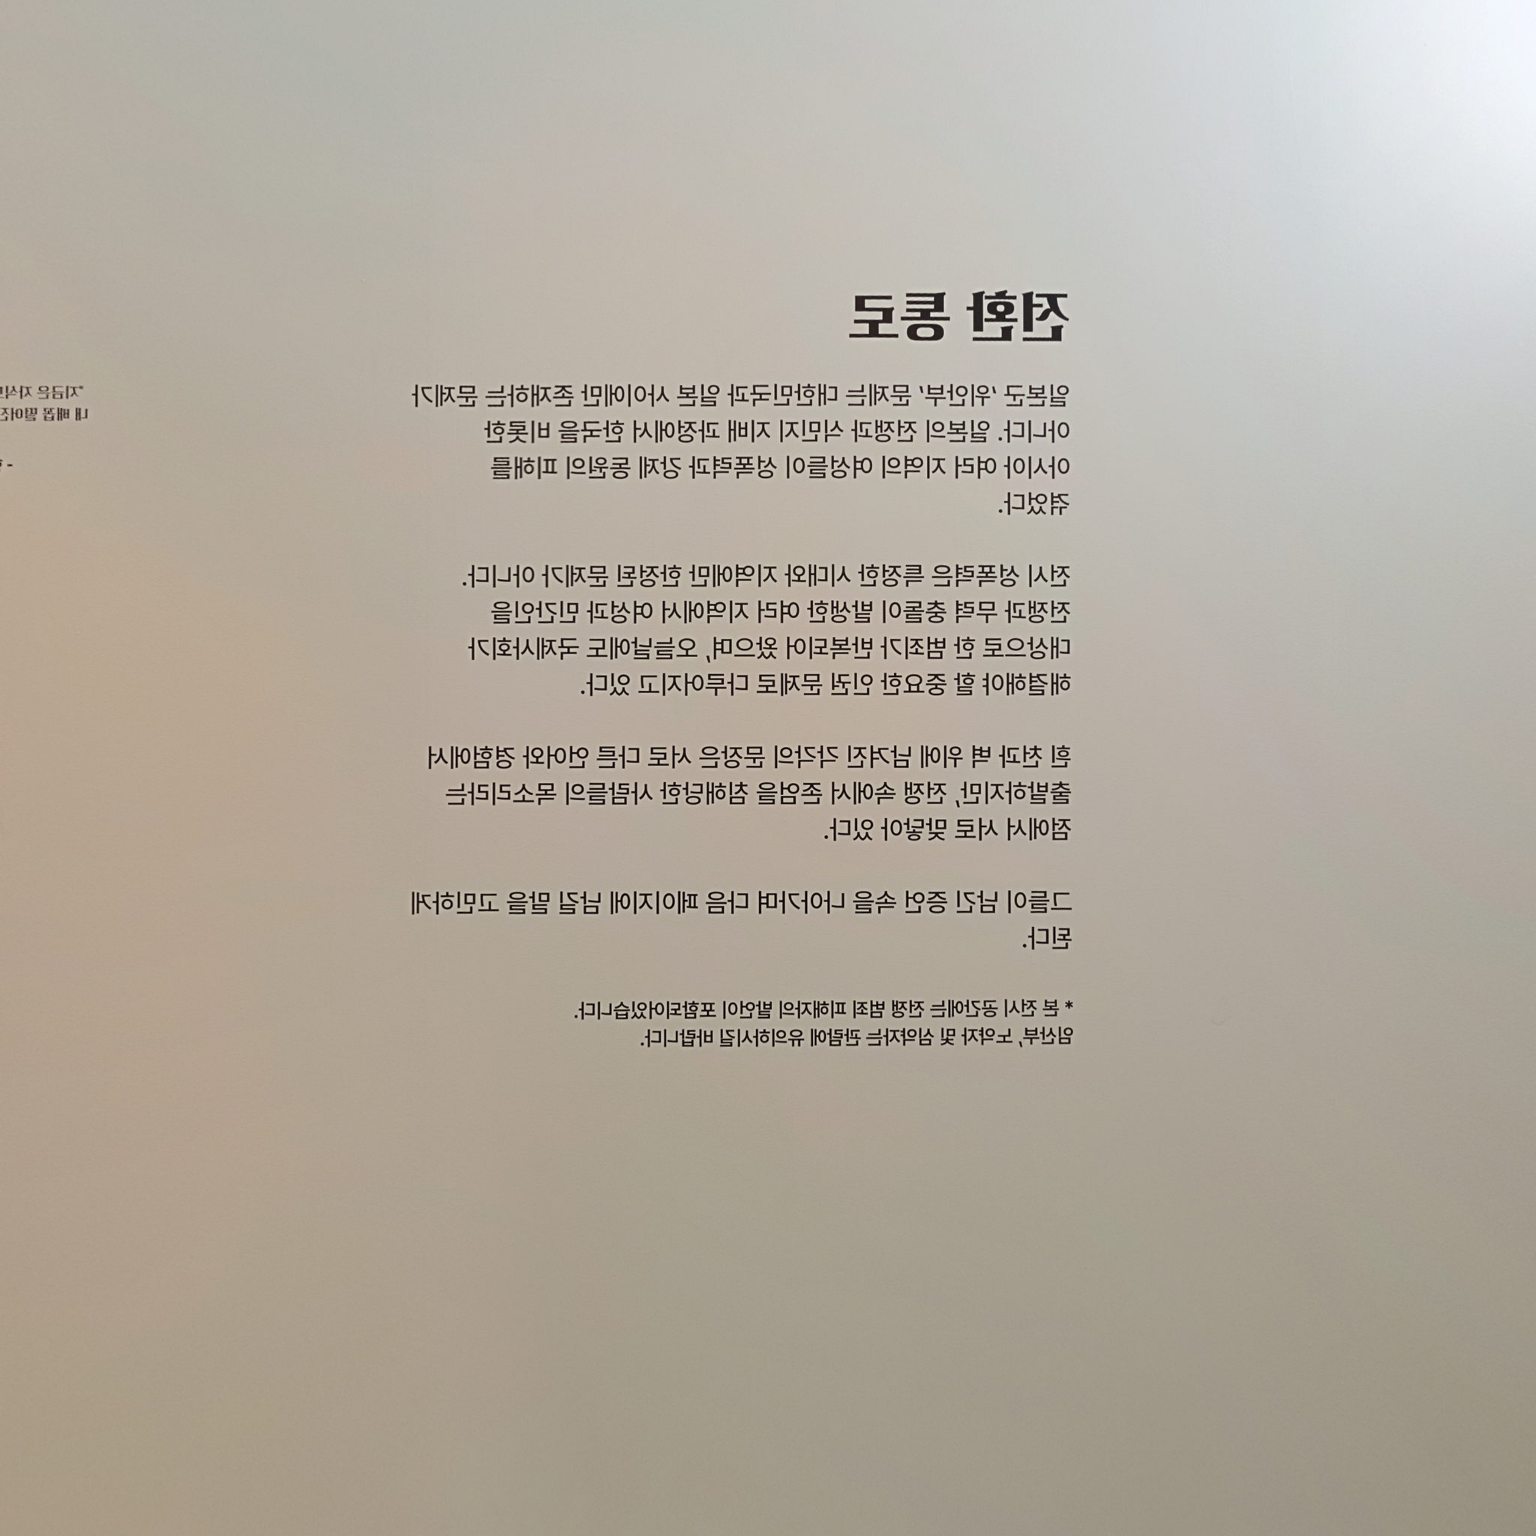 전환 통로
일본군 '위안부' 문제는 대한민국과 일본 사이에만 존재하는 문제가
아니다. 일본의 전쟁과 식민지 지배 과정에서 한국을 비롯한
아시아 여러 지역의 여성들이 성폭력과 강제 동원의 피해를
겪었다.
전시 성폭력은 특정한 시대와 지역에만 한정된 문제가 아니다.
전쟁과 무력 충돌이 발생한 여러 지역에서 여성과 민간인을
대상으로 한 범죄가 반복되어 왔으며, 오늘날에도 국제사회가
해결해야 할 중요한 인권 문제로 다루어지고 있다.
흰 천과 벽 위에 남겨진 각각의 문장은 서로 다른 언어와 경험에서
출발하지만, 전쟁 속에서 존엄을 침해당한 사람들의 목소리라는
점에서 서로 맞닿아 있다.
그들이 남긴 증언 속을 나아가며 다음 페이지에 남길 말을 고민하게
된다.
* 본 전시 공간에는 전쟁 범죄 피해자의 발언이 포함되어있습니다.
임산부, 노약자 및 심약자는 관람에 유의하시길 바랍니다.
"지금은 자식도
내 배꼽 떨어진